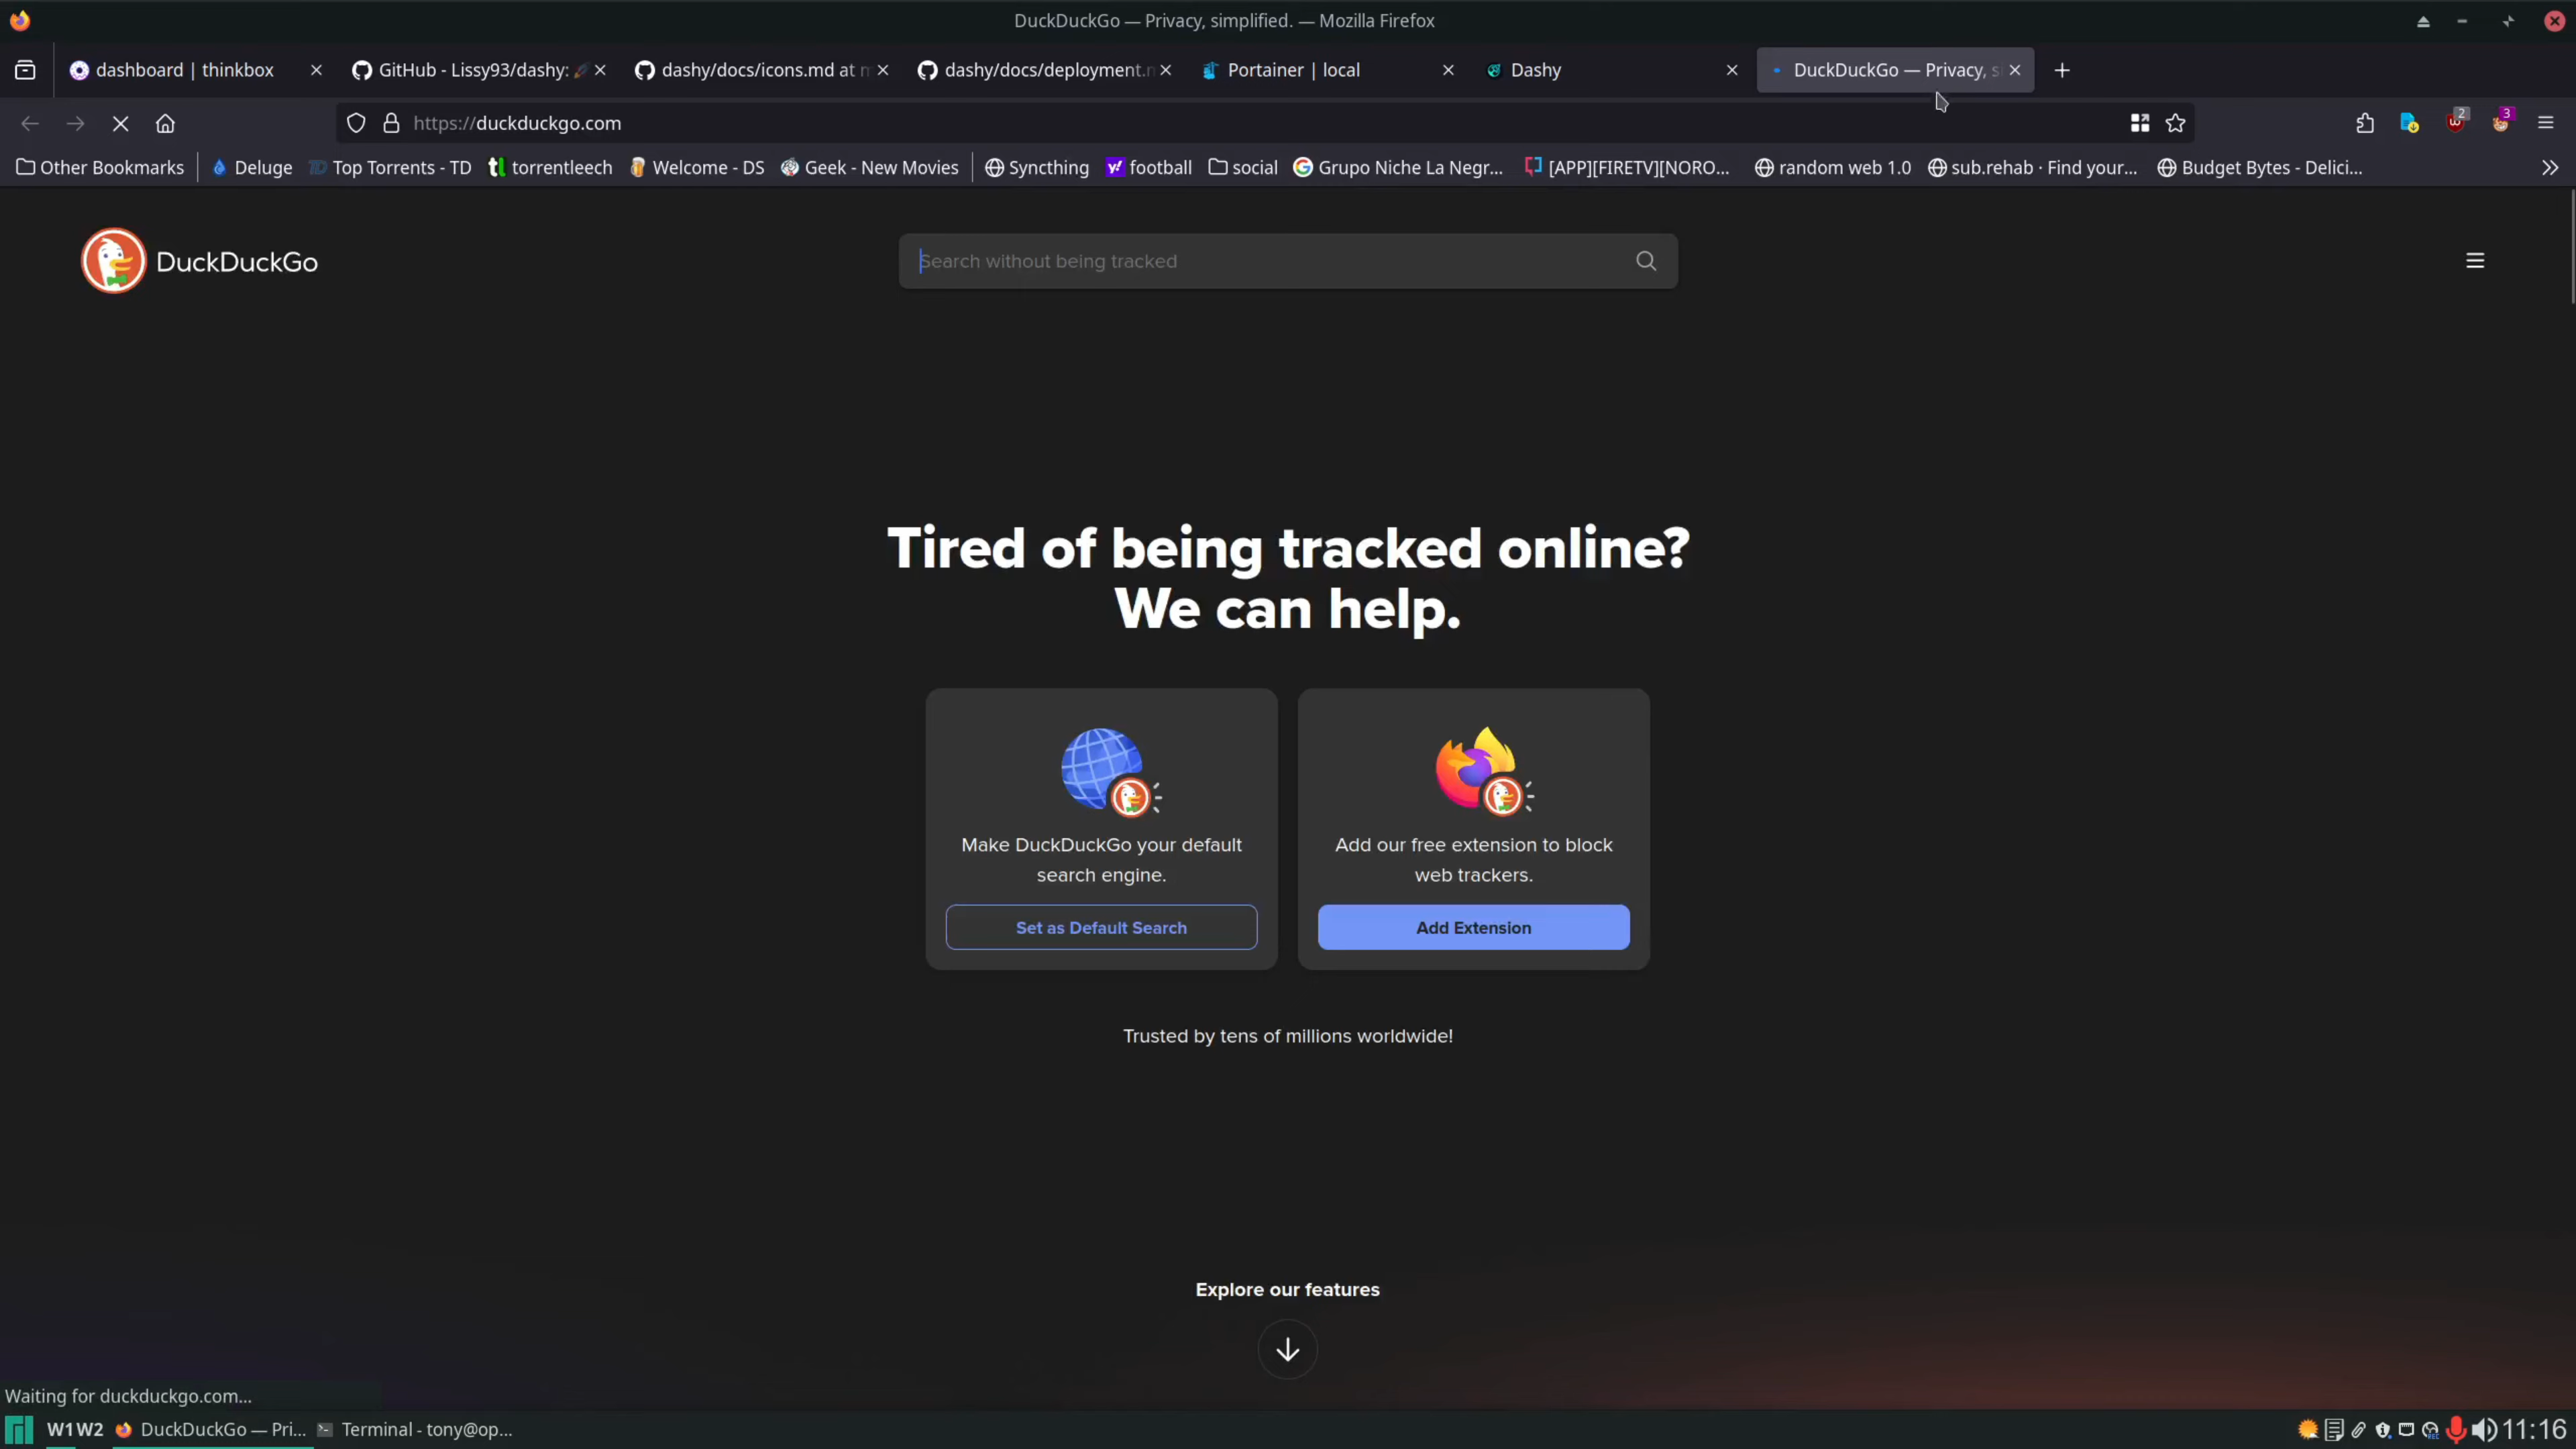 DuckDuckGo — Privacy, simplified. — Mozilla Firefox
dashboard | thinkbox
GitHub - Lissy93/dashy:
dashy/docs/icons.md at
dashy/docs/deployment.
Portainer | local
Dashy
DuckDuckGo — Privacy, s
https://duckduckgo.com
2
3
Other Bookmarks
Deluge
Top Torrents - TD
torrentleech
Welcome - DS
Geek - New Movies
Syncthing
football
social
Grupo Niche La Negr...
[APP][FIRETV][NORO...
random web 1.0
sub.rehab · Find your...
Budget Bytes - Delici...
DuckDuckGo
Search without being tracked
Tired of being tracked online?
We can help.
Make DuckDuckGo your default
search engine.
Set as Default Search
Add our free extension to block
web trackers.
Add Extension
Trusted by tens of millions worldwide!
Explore our features
Waiting for duckduckgo.com...
W1 W2
DuckDuckGo — Pri...
Terminal - tony@op...
11:16